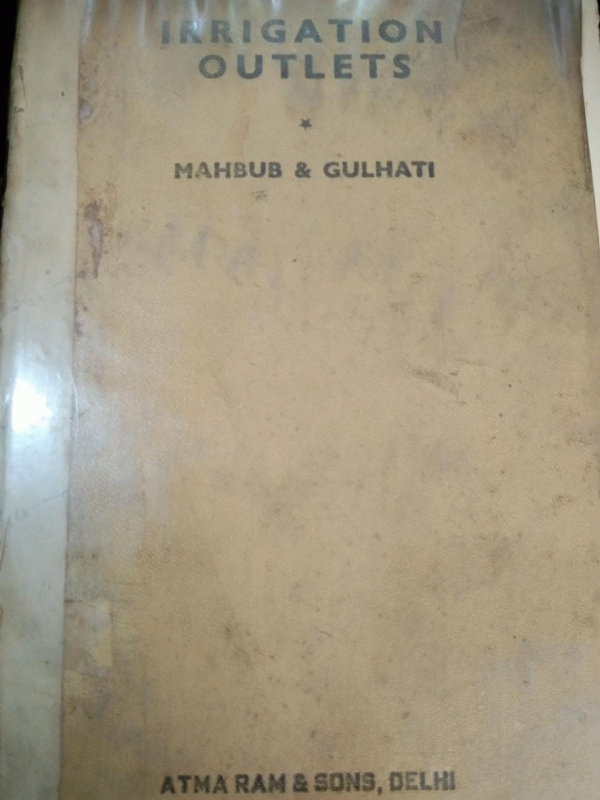 IRRIGATION
OUTLETS
MAHBUB & GULHATI
ATMA RAM & SONS, DELHI